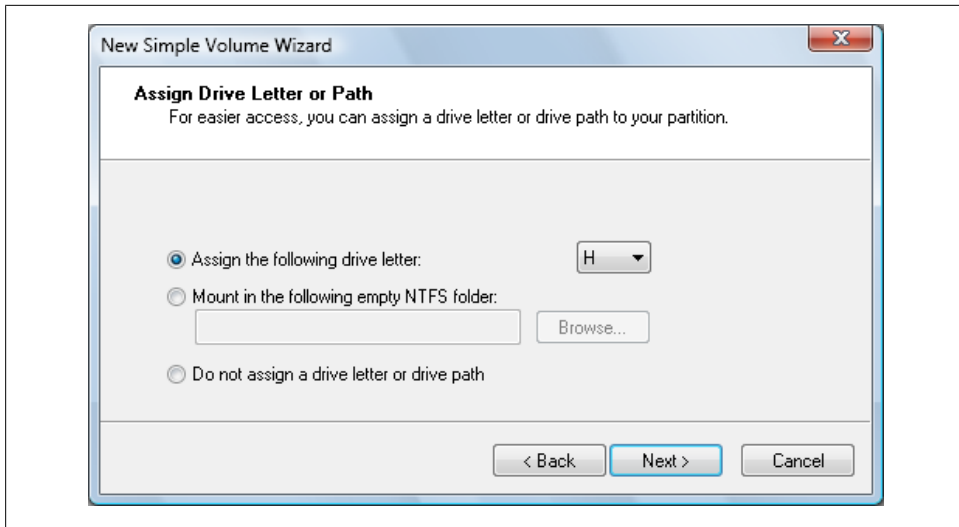 New Simple Volume Wizard
Assign Drive Letter or Path
For easier access, you can assign a drive letter or drive path to your partition.
Assign the following drive letter: H
Mount in the following empty NTFS folder:
Browse...
Do not assign a drive letter or drive path
< Back Next > Cancel